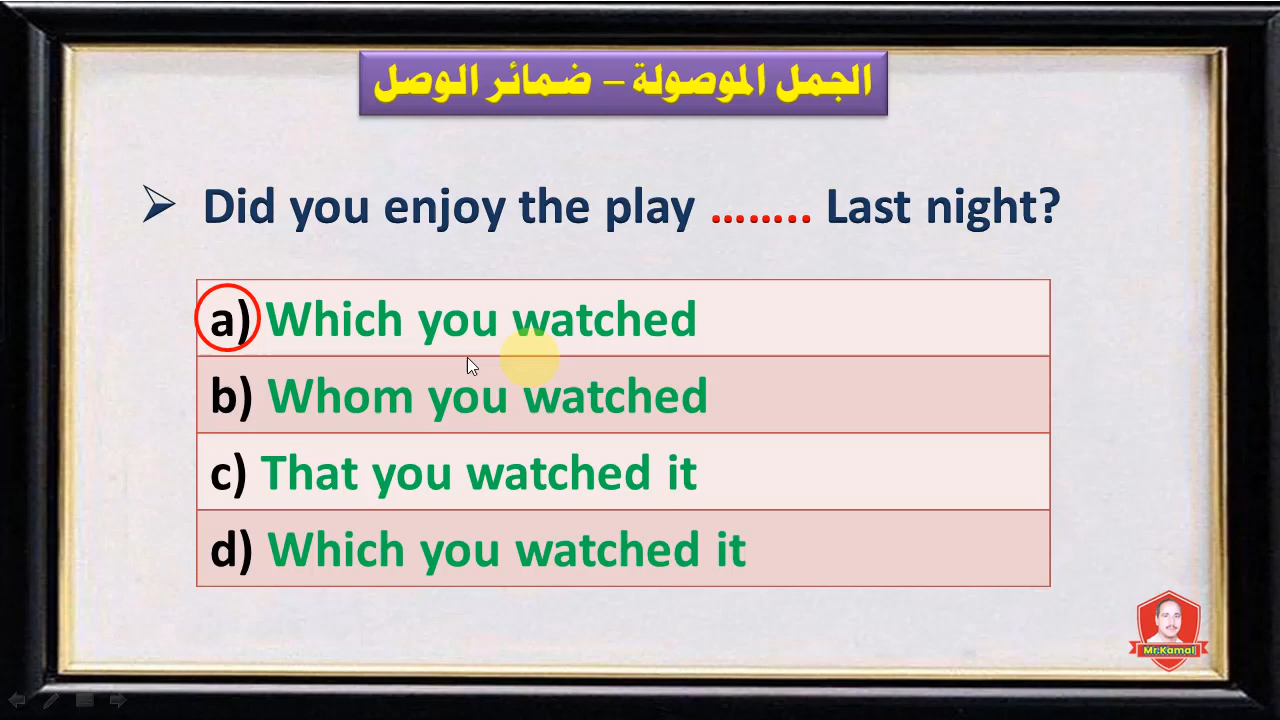 الجمل الموصولة – ضمائر الوصل
➢ Did you enjoy the play …….. Last night?
a) Which you watched
b) Whom you watched
c) That you watched it
d) Which you watched it
Mr.Kamal